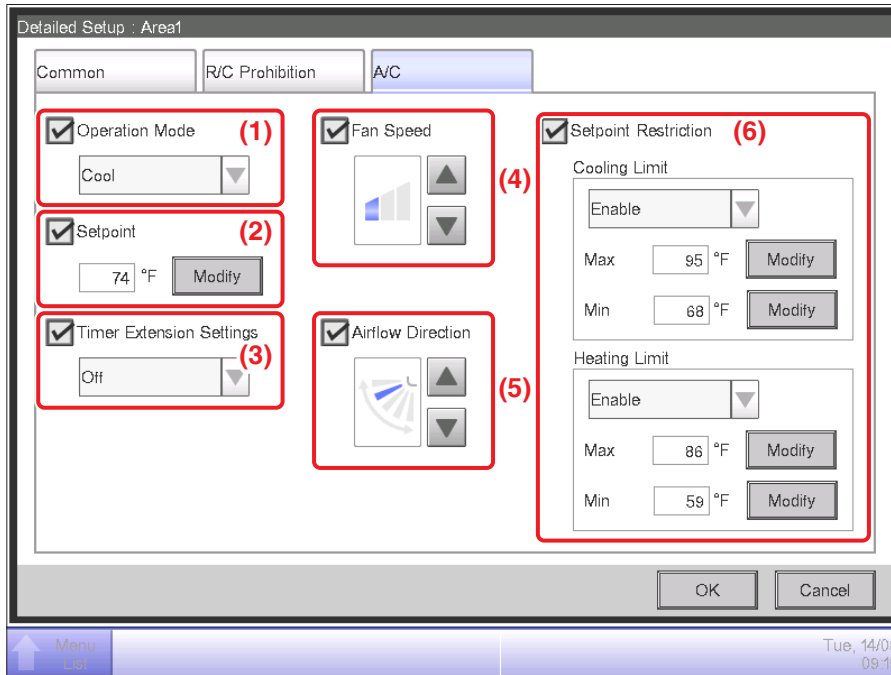 Detailed Setup : Area1
Common
R/C Prohibition
A/C
Operation Mode
(1)
Cool
Setpoint
(2)
74 °F
Modify
Timer Extension Settings
(3)
Off
Fan Speed
(4)
Airflow Direction
(5)
Setpoint Restriction
(6)
Cooling Limit
Enable
Max 95 °F Modify
Min 68 °F Modify
Heating Limit
Enable
Max 86 °F Modify
Min 59 °F Modify
OK
Cancel
Menu
List
Tue, 14/0
09:1